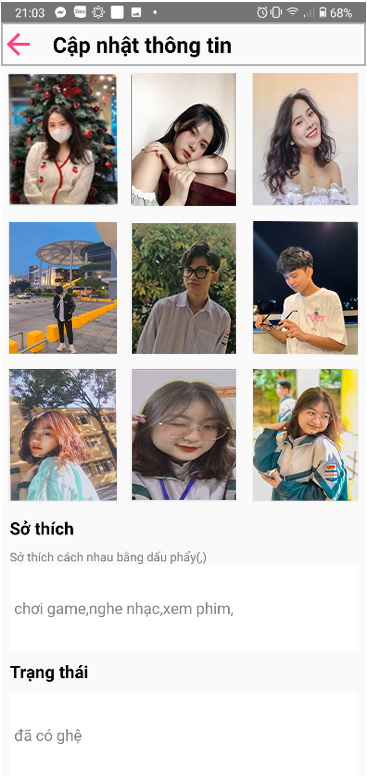 21:03
Zalo
68%
Cập nhật thông tin
Sở thích
Sở thích cách nhau bằng dấu phẩy(,)
chơi game,nghe nhạc,xem phim,
Trạng thái
đã có ghệ